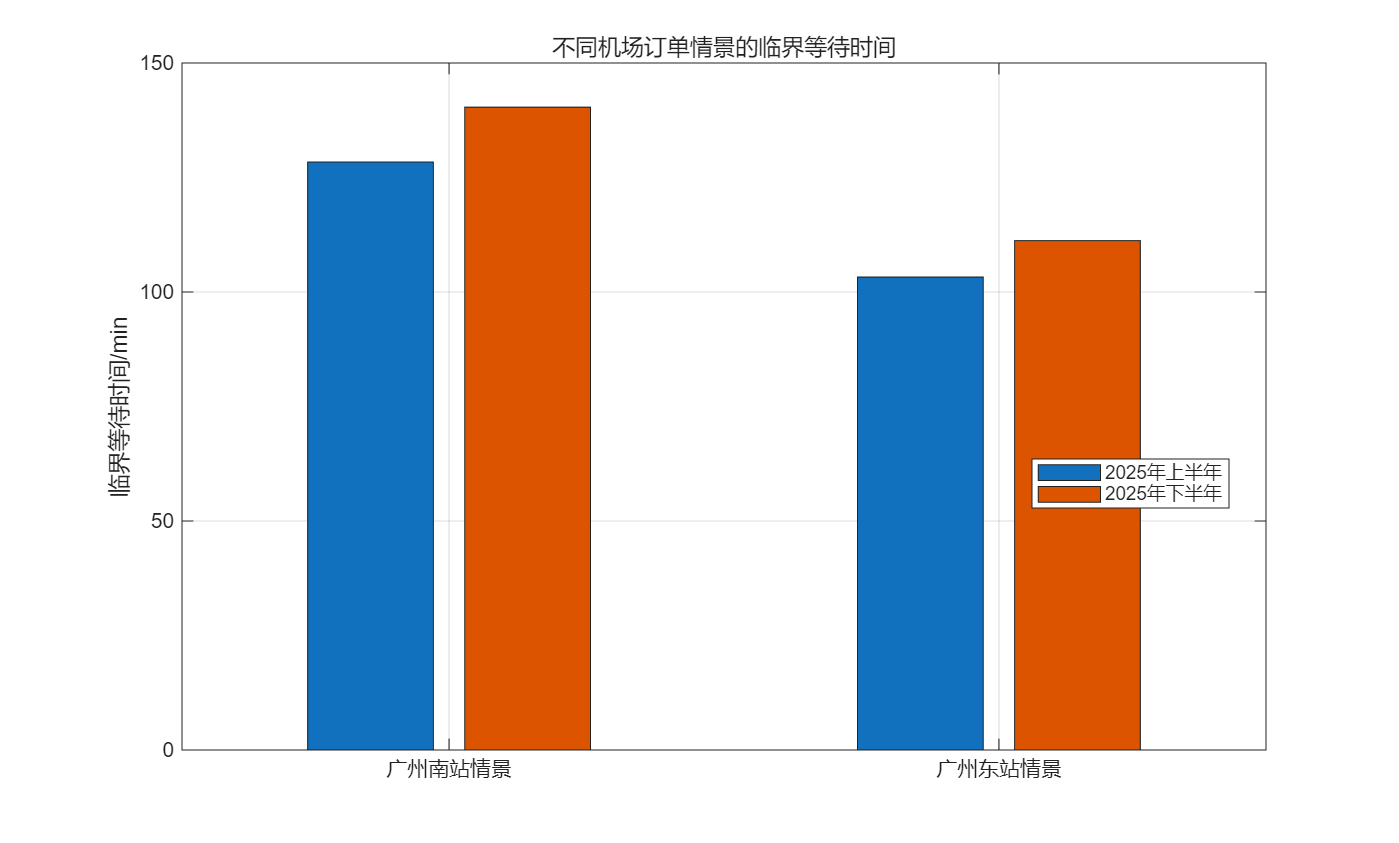 不同机场订单情景的临界等待时间
150
100
50
0
临界等待时间/min
2025年上半年
2025年下半年
广州南站情景
广州东站情景